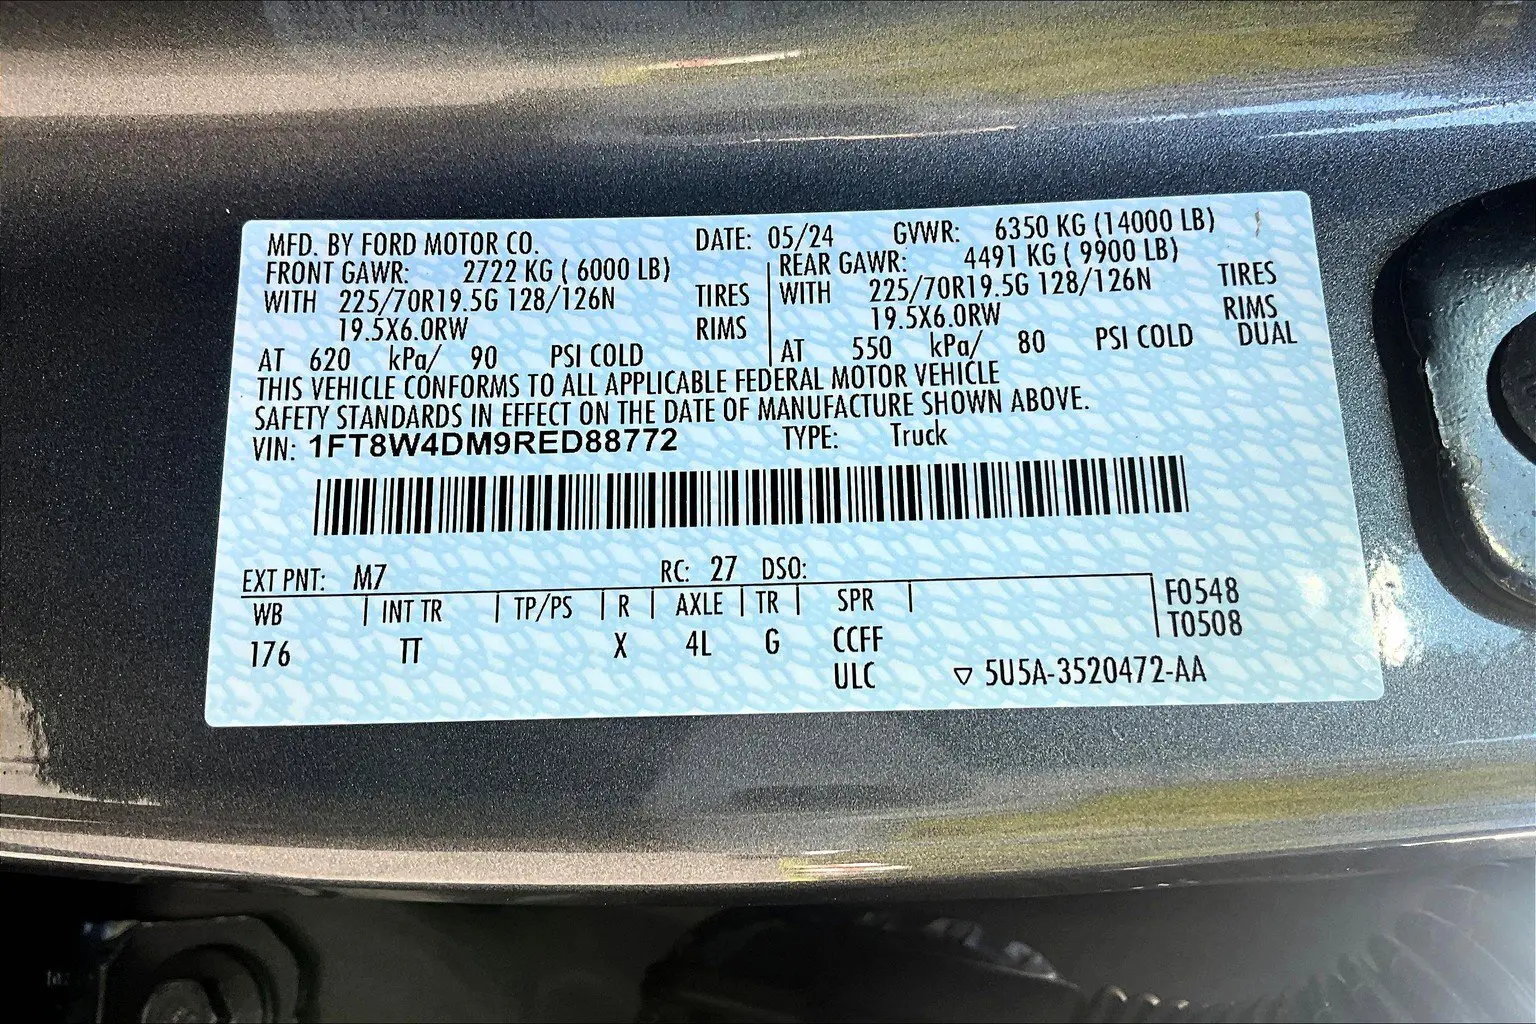 MFD. BY FORD MOTOR CO. DATE: 05/24 GVWR: 6350 KG (14000 LB)
FRONT GAWR: 2722 KG ( 6000 LB) REAR GAWR: 4491 KG ( 9900 LB)
WITH 225/70R19.5G 128/126N TIRES WITH 225/70R19.5G 128/126N TIRES
19.5X6.0RW RIMS 19.5X6.0RW RIMS
AT 620 kPa/ 90 PSI COLD AT 550 kPa/ 80 PSI COLD DUAL
THIS VEHICLE CONFORMS TO ALL APPLICABLE FEDERAL MOTOR VEHICLE
SAFETY STANDARDS IN EFFECT ON THE DATE OF MANUFACTURE SHOWN ABOVE.
VIN: 1FT8W4DM9RED88772 TYPE: Truck
EXT PNT: M7 RC: 27 DSO:
WB INT TR TP/PS R AXLE TR SPR F0548
176 TT X 4L G CCFF T0508
ULC ▽ 5U5A-3520472-AA